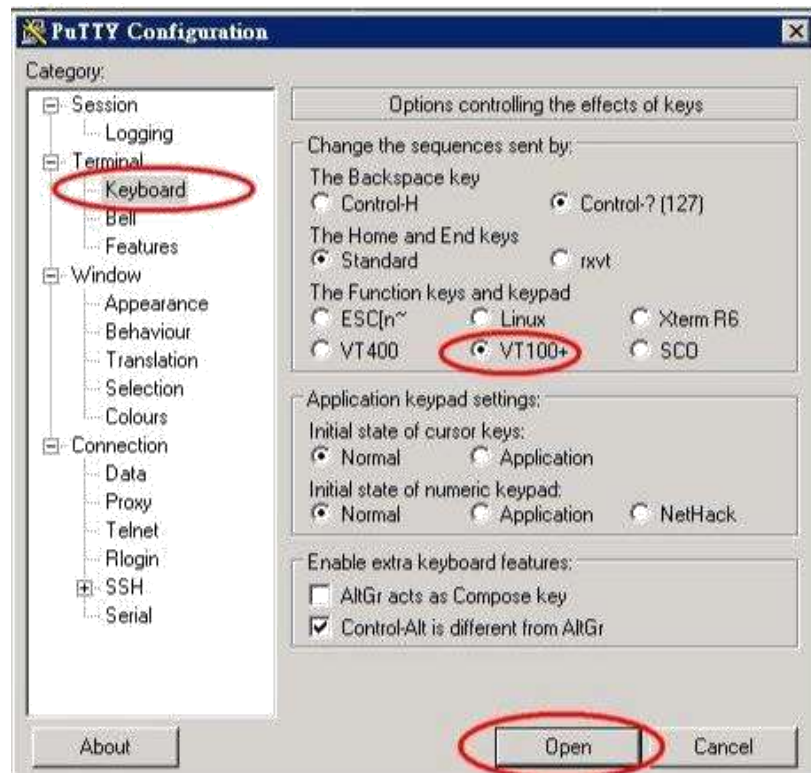 PuTTY Configuration
Category:
Session
Logging
Terminal
Keyboard
Bell
Features
Window
Appearance
Behaviour
Translation
Selection
Colours
Connection
Data
Proxy
Telnet
Rlogin
SSH
Serial
Options controlling the effects of keys
Change the sequences sent by:
The Backspace key
Control-H Control-? (127)
The Home and End keys
Standard rxvt
The Function keys and keypad
ESC[n~ Linux Xterm R6
VT400 VT100+ SCO
Application keypad settings:
Initial state of cursor keys:
Normal Application
Initial state of numeric keypad:
Normal Application NetHack
Enable extra keyboard features:
AltGr acts as Compose key
Control-Alt is different from AltGr
About Open Cancel